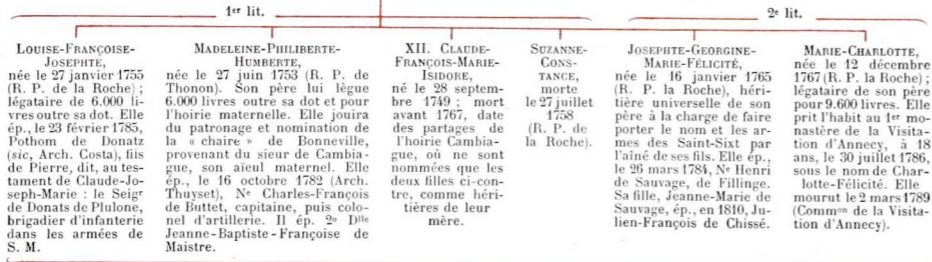 1er lit.
2e lit.
LOUISE-FRANÇOISE-
JOSEPHTE,
née le 27 janvier 1755
(R. P. de la Roche) ;
légataire de 6.000 li-
vres outre sa dot. Elle
ép., le 23 février 1785,
Pothom de Donatz
(sic, Arch. Costa), fils
de Pierre, dit, au tes-
tament de Claude-Jo-
seph-Marie : le Seigr
de Donats de Plulone,
brigadier d'infanterie
dans les armées de
S. M.
MADELEINE-PHILIBERTE-
HUMBERTE,
née le 27 juin 1753 (R. P. de
Thonon). Son père lui lègue
6.000 livres outre sa dot et pour
l'hoirie maternelle. Elle jouira
du patronage et nomination de
la « chaire » de Bonneville,
provenant du sieur de Cambia-
gue, son aïeul maternel. Elle
ép., le 16 octobre 1782 (Arch.
Thuyset), Ne Charles-François
de Buttet, capitaine, puis colo-
nel d'artillerie. Il ép. 2º Dlle
Jeanne-Baptiste-Françoise de
Maistre.
XII. CLAUDE-
FRANÇOIS-MARIE-
ISIDORE,
né le 28 septem-
bre 1749 ; mort
avant 1767, date
des partages de
l'hoirie Cambia-
gue, où ne sont
nommées que les
deux filles ci-con-
tre, comme héri-
tières de leur
mère.
SUZANNE-
CONS-
TANCE,
morte
le 27 juillet
1758
(R. P. de
la Roche).
JOSEPHTE-GEORGINE-
MARIE-FÉLICITÉ,
née le 16 janvier 1765
(R. P. la Roche), héri-
tière universelle de son
père à la charge de faire
porter le nom et les ar-
mes des Saint-Sixt par
l'aîné de ses fils. Elle ép.,
le 26 mars 1784, Ne Henri
de Sauvage, de Fillinge.
Sa fille, Jeanne-Marie de
Sauvage, ép., en 1810, Ju-
lien-François de Chissé.
MARIE-CHARLOTTE,
née le 12 décembre
1767 (R. P. la Roche) ;
légataire de son père
pour 9.600 livres. Elle
prit l'habit au 1er mo-
nastère de la Visita-
tion d'Annecy, à 18
ans, le 30 juillet 1786,
sous le nom de Char-
lotte-Félicité. Elle
mourut le 2 mars 1789
(Common de la Visita-
tion d'Annecy).